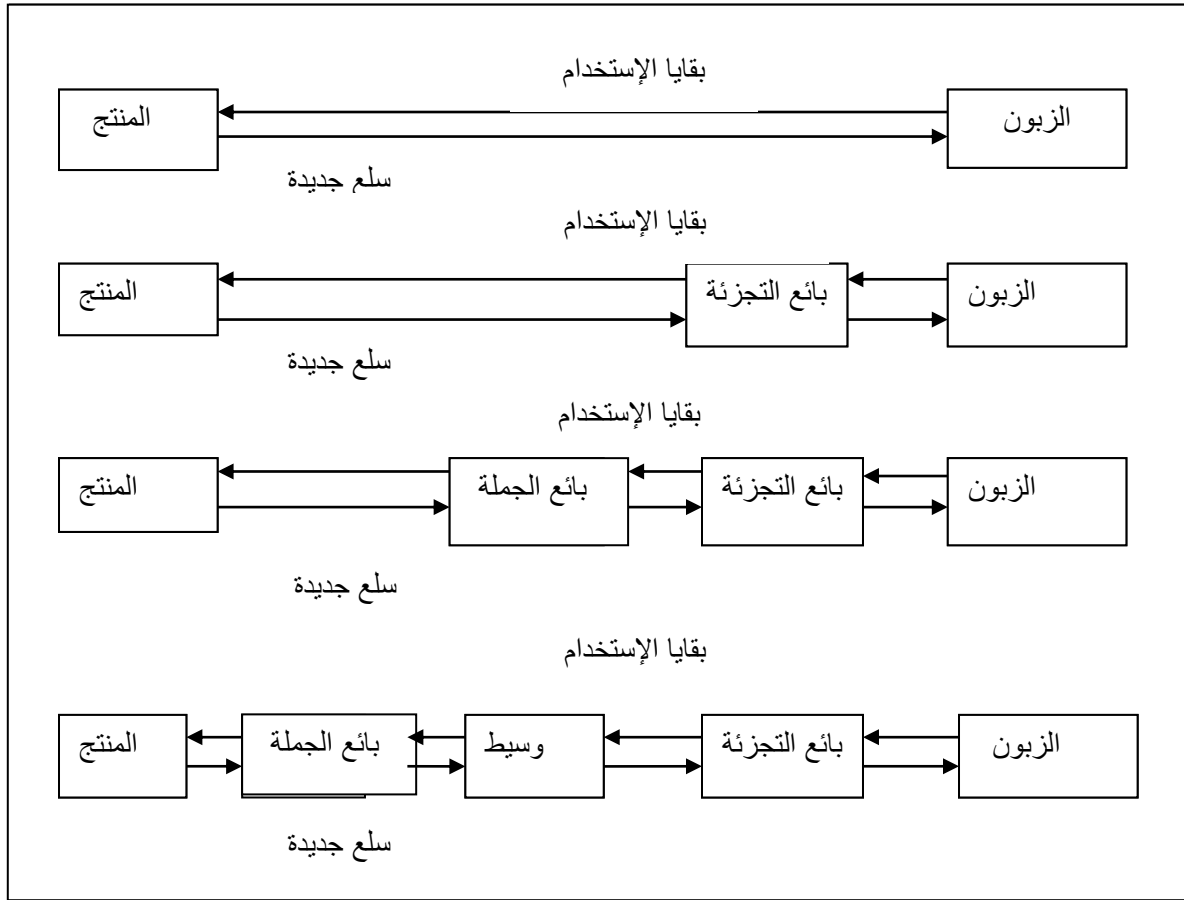 بقايا الإستخدام
الزبون
المنتج
سلع جديدة
بقايا الإستخدام
الزبون
بائع التجزئة
المنتج
سلع جديدة
بقايا الإستخدام
الزبون
بائع التجزئة
بائع الجملة
المنتج
سلع جديدة
بقايا الإستخدام
الزبون
بائع التجزئة
وسيط
بائع الجملة
المنتج
سلع جديدة